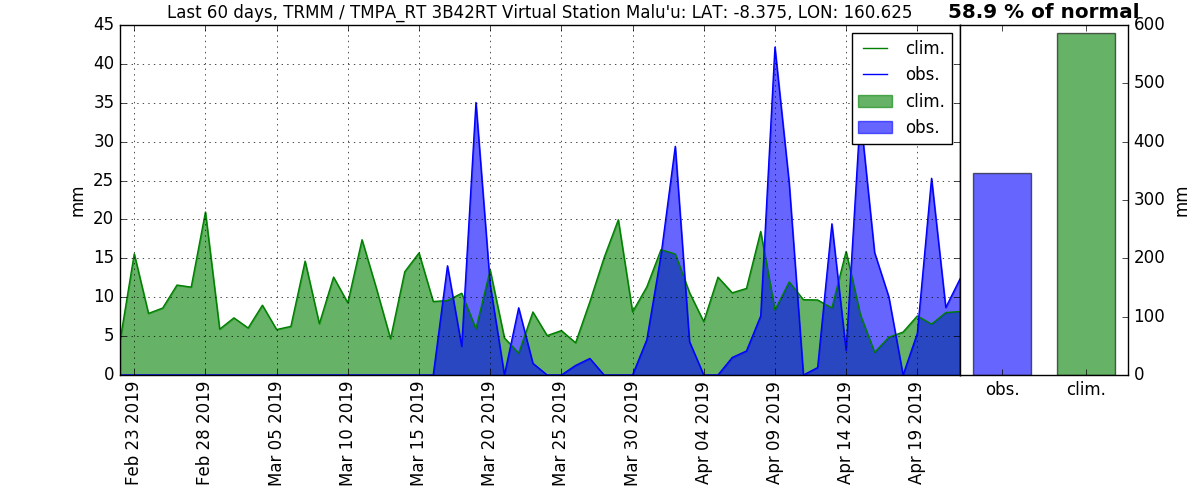 Last 60 days, TRMM / TMPA_RT 3B42RT Virtual Station Malu'u: LAT: -8.375, LON: 160.625
58.9 % of normal
45
40
35
30
25
20
15
10
5
0
mm
clim.
obs.
clim.
obs.
Feb 23 2019
Feb 28 2019
Mar 05 2019
Mar 10 2019
Mar 15 2019
Mar 20 2019
Mar 25 2019
Mar 30 2019
Apr 04 2019
Apr 09 2019
Apr 14 2019
Apr 19 2019
600
500
400
300
200
100
0
mm
obs.
clim.